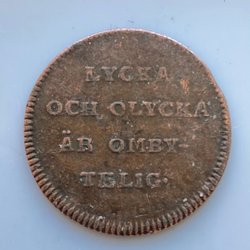 LYCKA
OCH OLYCKA
ÄR OMBY-
TELIG.